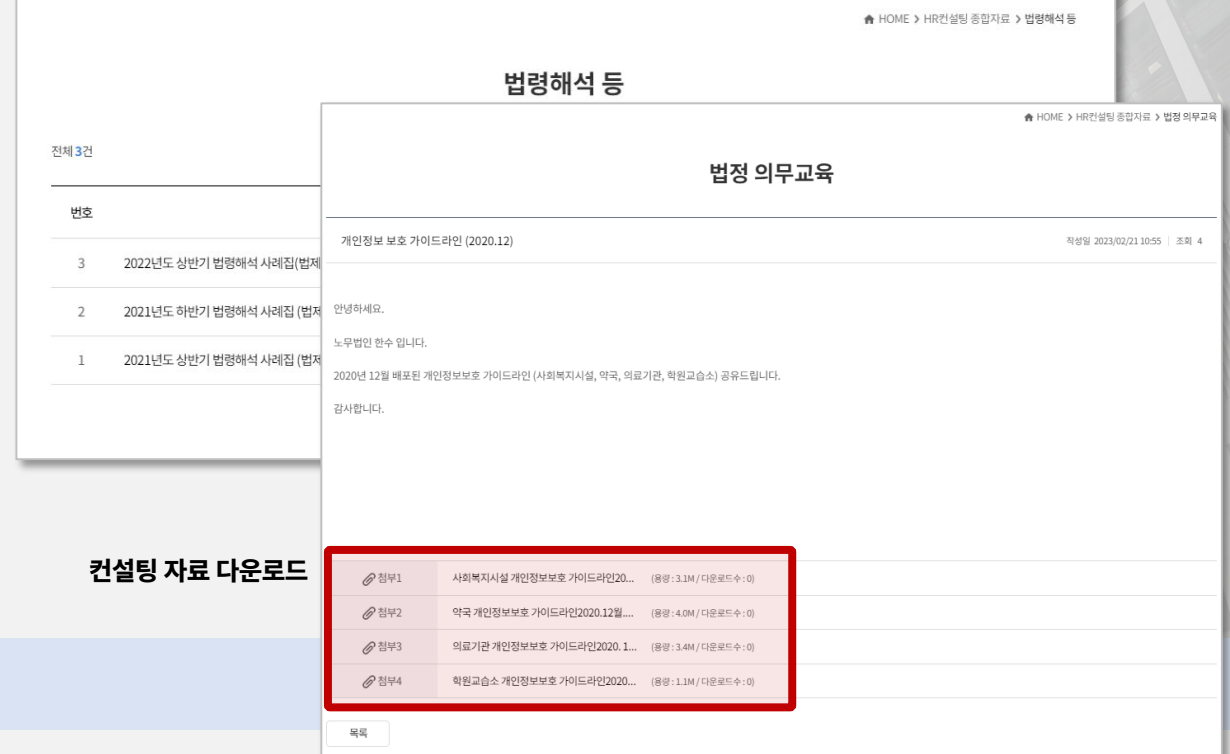 HOME > HR컨설팅 종합자료 > 법령해석 등
법령해석 등
전체 3건
번호
3 2022년도 상반기 법령해석 사례집(법제
2 2021년도 하반기 법령해석 사례집 (법제
1 2021년도 상반기 법령해석 사례집 (법제
HOME > HR컨설팅 종합자료 > 법정 의무교육
법정 의무교육
개인정보 보호 가이드라인 (2020.12) 작성일 2023/02/21 10:55 | 조회 4
안녕하세요.
노무법인 한수 입니다.
2020년 12월 배포된 개인정보보호 가이드라인 (사회복지시설, 약국, 의료기관, 학원교습소) 공유드립니다.
감사합니다.
컨설팅 자료 다운로드
첨부1 사회복지시설 개인정보보호 가이드라인20... (용량 : 3.1M / 다운로드수 : 0)
첨부2 약국 개인정보보호 가이드라인2020.12월.... (용량 : 4.0M / 다운로드수 : 0)
첨부3 의료기관 개인정보보호 가이드라인2020. 1... (용량 : 3.4M / 다운로드수 : 0)
첨부4 학원교습소 개인정보보호 가이드라인2020... (용량 : 1.1M / 다운로드수 : 0)
목록